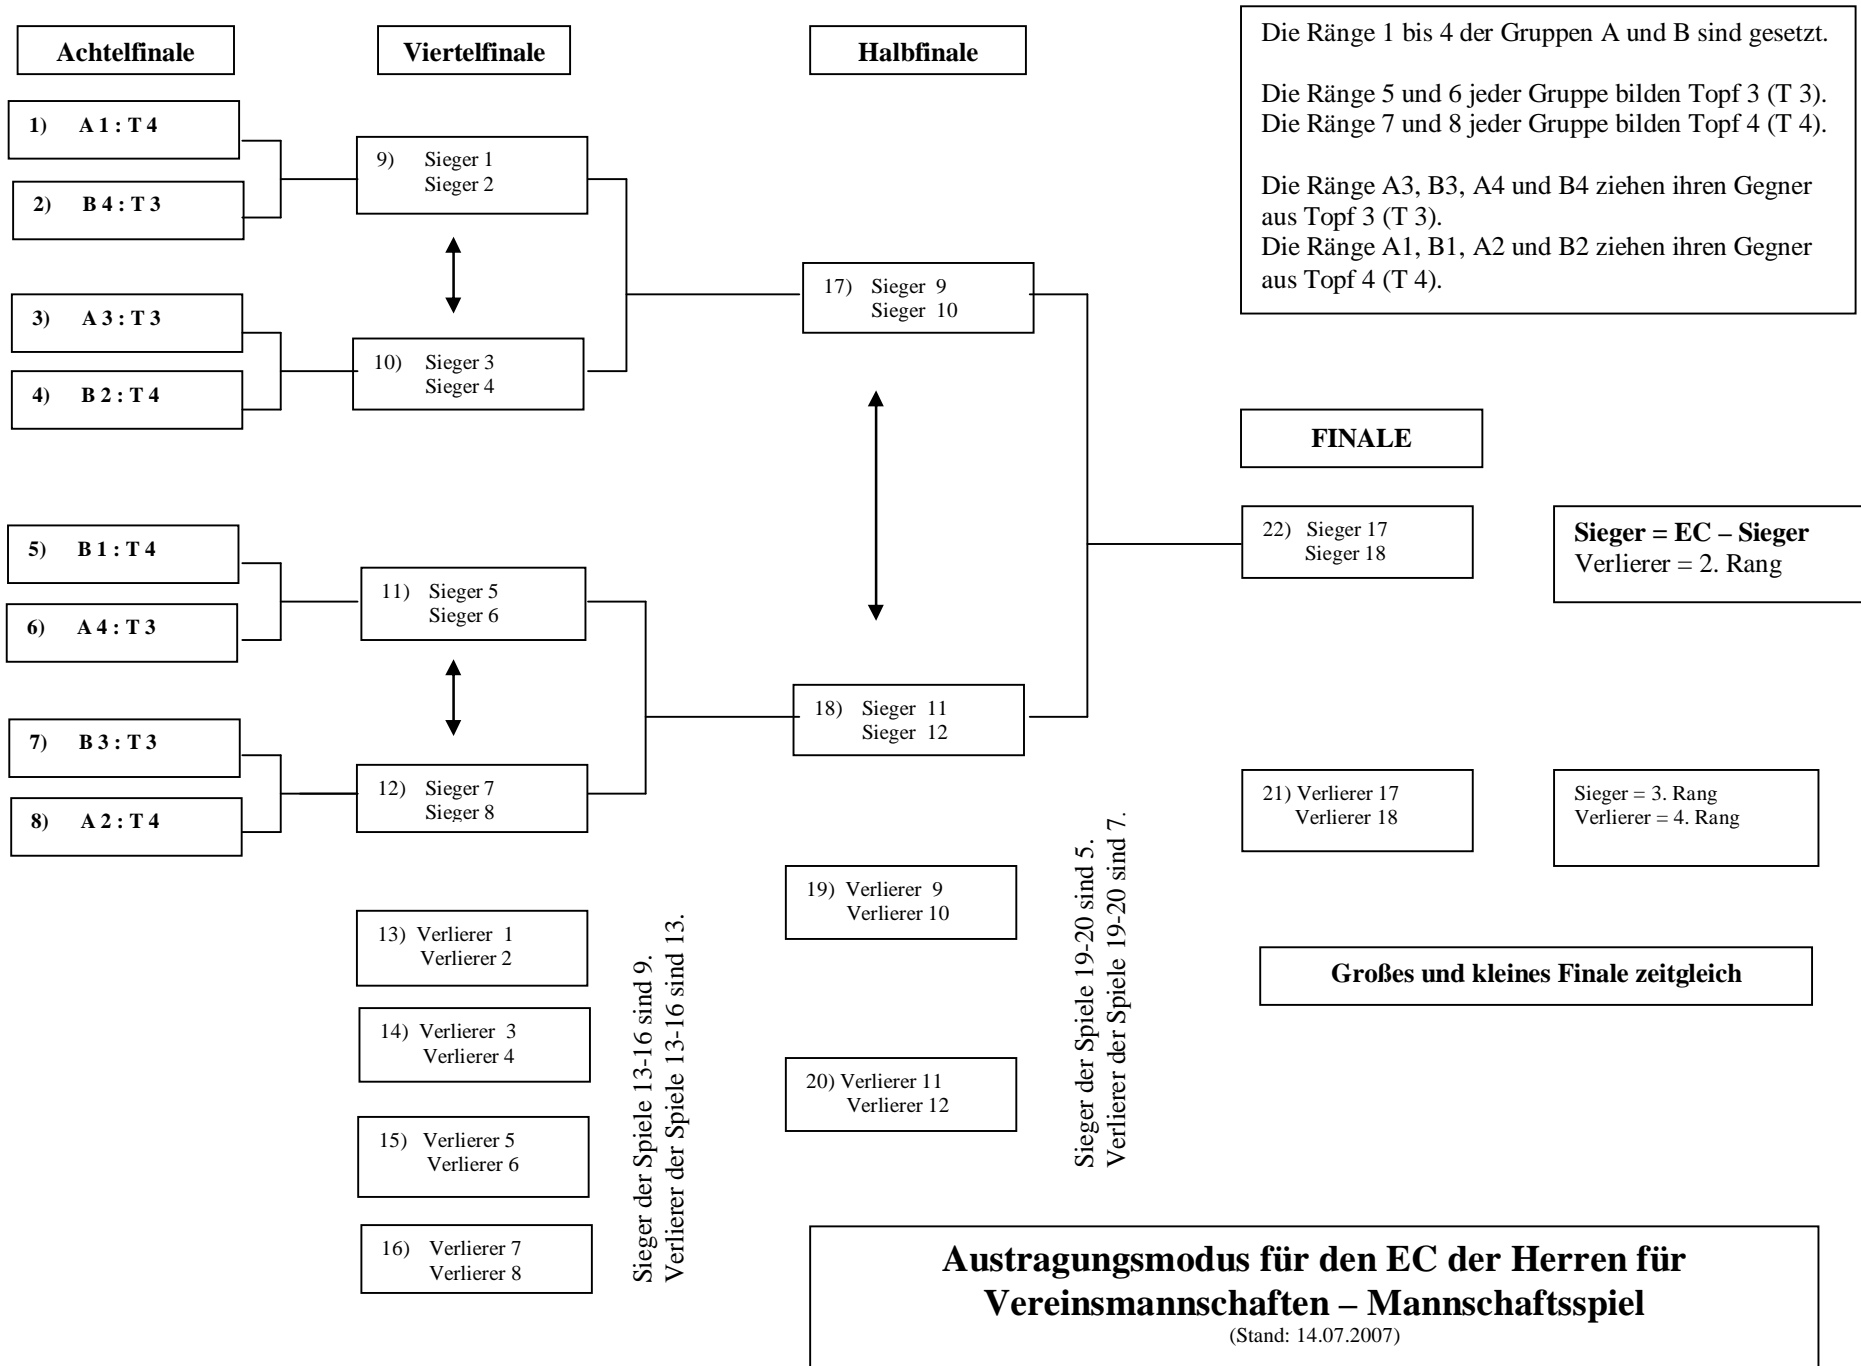 Achtelfinale
Viertelfinale
Halbfinale
Die Ränge 1 bis 4 der Gruppen A und B sind gesetzt.
Die Ränge 5 und 6 jeder Gruppe bilden Topf 3 (T 3).
Die Ränge 7 und 8 jeder Gruppe bilden Topf 4 (T 4).
Die Ränge A3, B3, A4 und B4 ziehen ihren Gegner
aus Topf 3 (T 3).
Die Ränge A1, B1, A2 und B2 ziehen ihren Gegner
aus Topf 4 (T 4).
1) A 1 : T 4
2) B 4 : T 3
3) A 3 : T 3
4) B 2 : T 4
5) B 1 : T 4
6) A 4 : T 3
7) B 3 : T 3
8) A 2 : T 4
9) Sieger 1
Sieger 2
10) Sieger 3
Sieger 4
11) Sieger 5
Sieger 6
12) Sieger 7
Sieger 8
13) Verlierer 1
Verlierer 2
14) Verlierer 3
Verlierer 4
15) Verlierer 5
Verlierer 6
16) Verlierer 7
Verlierer 8
Sieger der Spiele 13-16 sind 9.
Verlierer der Spiele 13-16 sind 13.
17) Sieger 9
Sieger 10
18) Sieger 11
Sieger 12
19) Verlierer 9
Verlierer 10
20) Verlierer 11
Verlierer 12
Sieger der Spiele 19-20 sind 5.
Verlierer der Spiele 19-20 sind 7.
FINALE
22) Sieger 17
Sieger 18
Sieger = EC – Sieger
Verlierer = 2. Rang
21) Verlierer 17
Verlierer 18
Sieger = 3. Rang
Verlierer = 4. Rang
Großes und kleines Finale zeitgleich
Austragungsmodus für den EC der Herren für
Vereinsmannschaften – Mannschaftsspiel
(Stand: 14.07.2007)